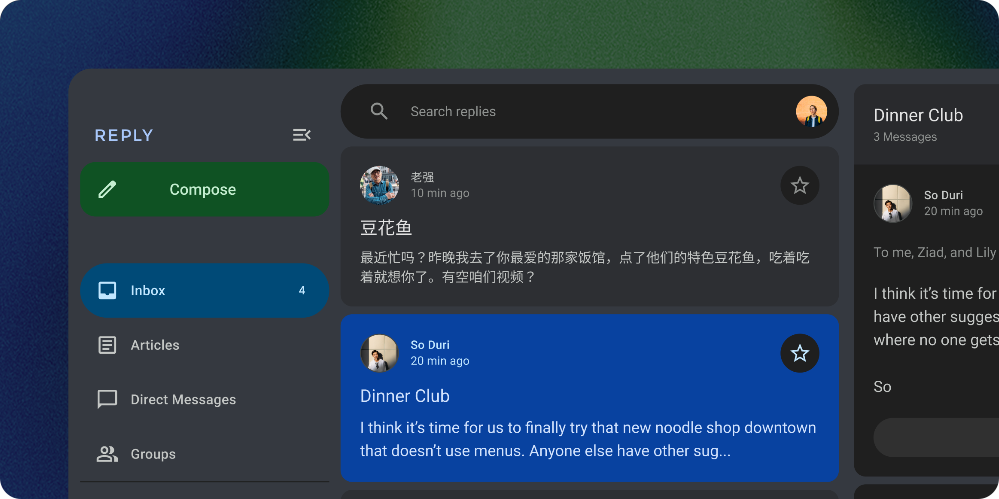 REPLY
Compose
Inbox 4
Articles
Direct Messages
Groups
Search replies
老强
10 min ago
豆花鱼
最近忙吗？昨晚我去了你最爱的那家饭馆，点了他们的特色豆花鱼，吃着吃
着就想你了。有空咱们视频？
So Duri
20 min ago
Dinner Club
I think it's time for us to finally try that new noodle shop downtown
that doesn't use menus. Anyone else have other sug...
Dinner Club
3 Messages
So Duri
20 min ago
To me, Ziad, and Lily
I think it's time for
have other sugges
where no one gets
So